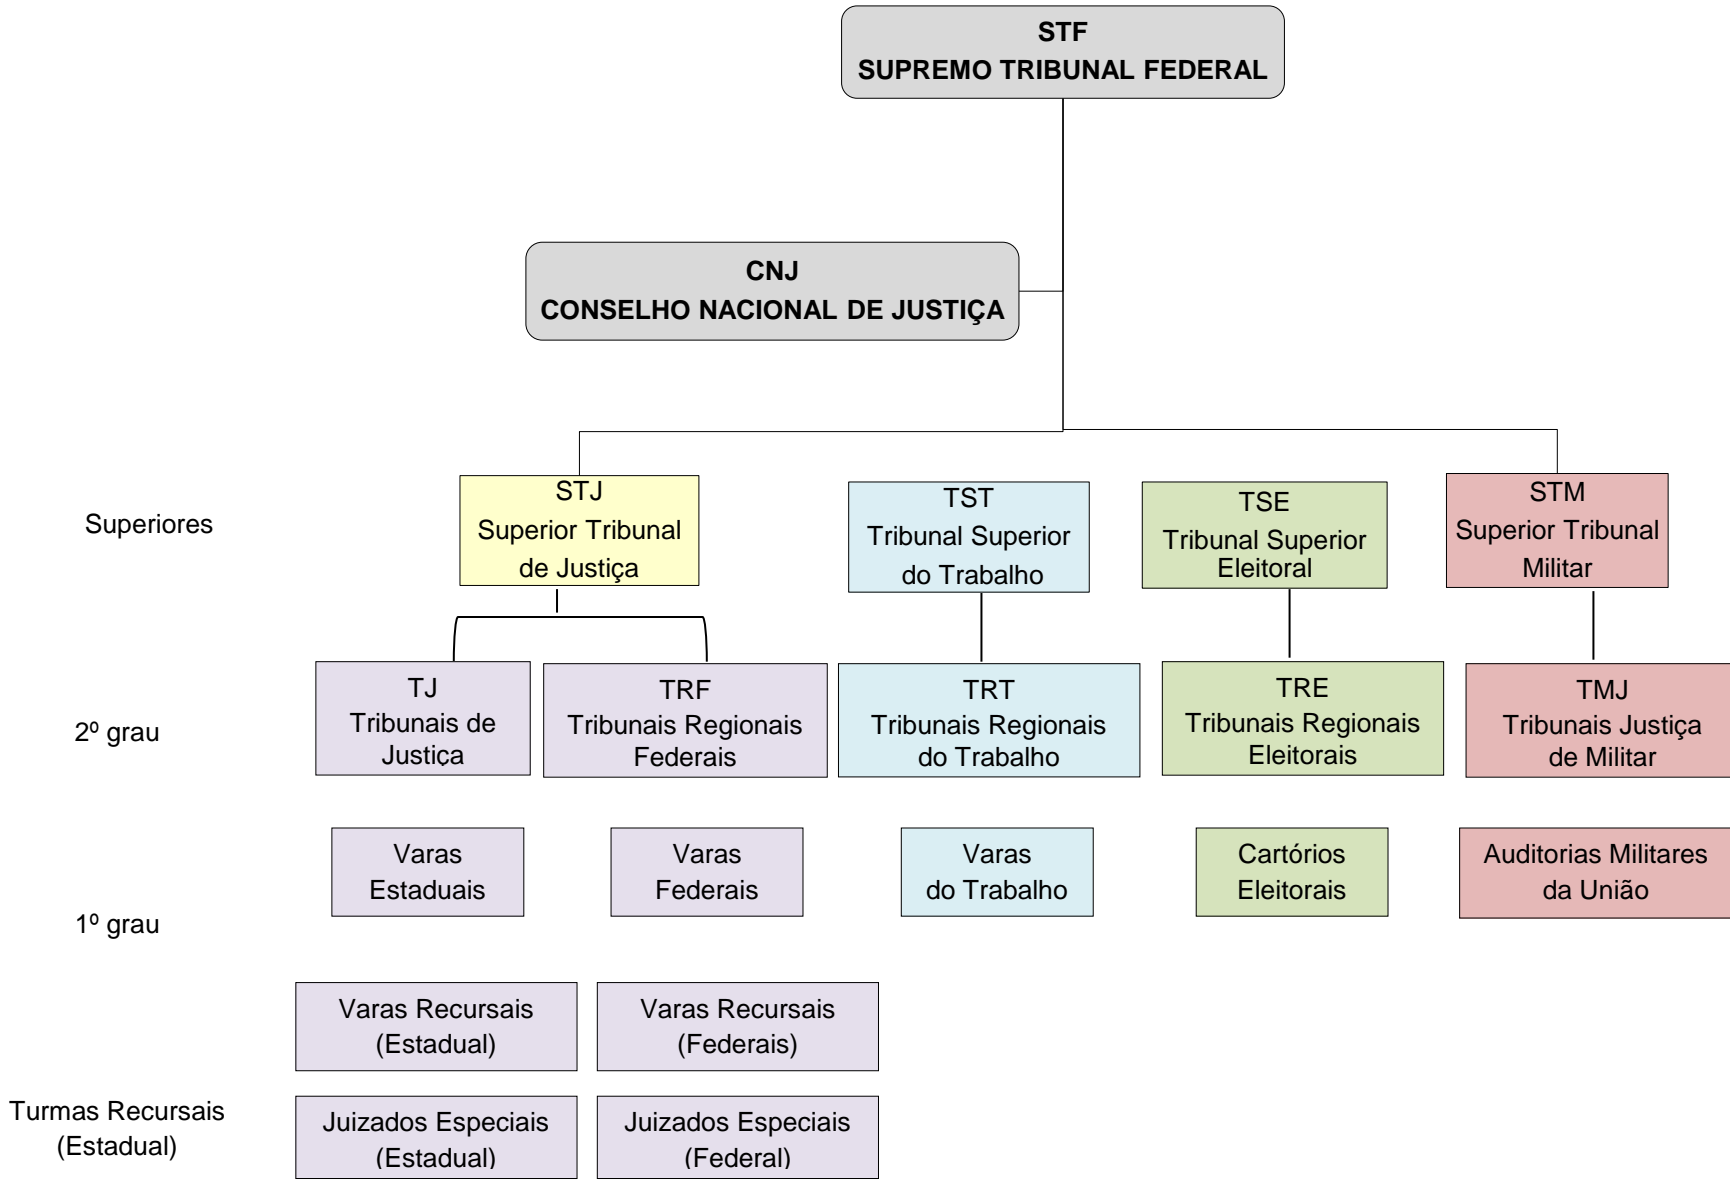 STF
SUPREMO TRIBUNAL FEDERAL
CNJ
CONSELHO NACIONAL DE JUSTIÇA
Superiores
STJ
Superior Tribunal
de Justiça
TST
Tribunal Superior
do Trabalho
TSE
Tribunal Superior
Eleitoral
STM
Superior Tribunal
Militar
2º grau
TJ
Tribunais de
Justiça
TRF
Tribunais Regionais
Federais
TRT
Tribunais Regionais
do Trabalho
TRE
Tribunais Regionais
Eleitorais
TMJ
Tribunais Justiça
de Militar
1º grau
Varas
Estaduais
Varas
Federais
Varas
do Trabalho
Cartórios
Eleitorais
Auditorias Militares
da União
Varas Recursais
(Estadual)
Varas Recursais
(Federais)
Turmas Recursais
(Estadual)
Juizados Especiais
(Estadual)
Juizados Especiais
(Federal)